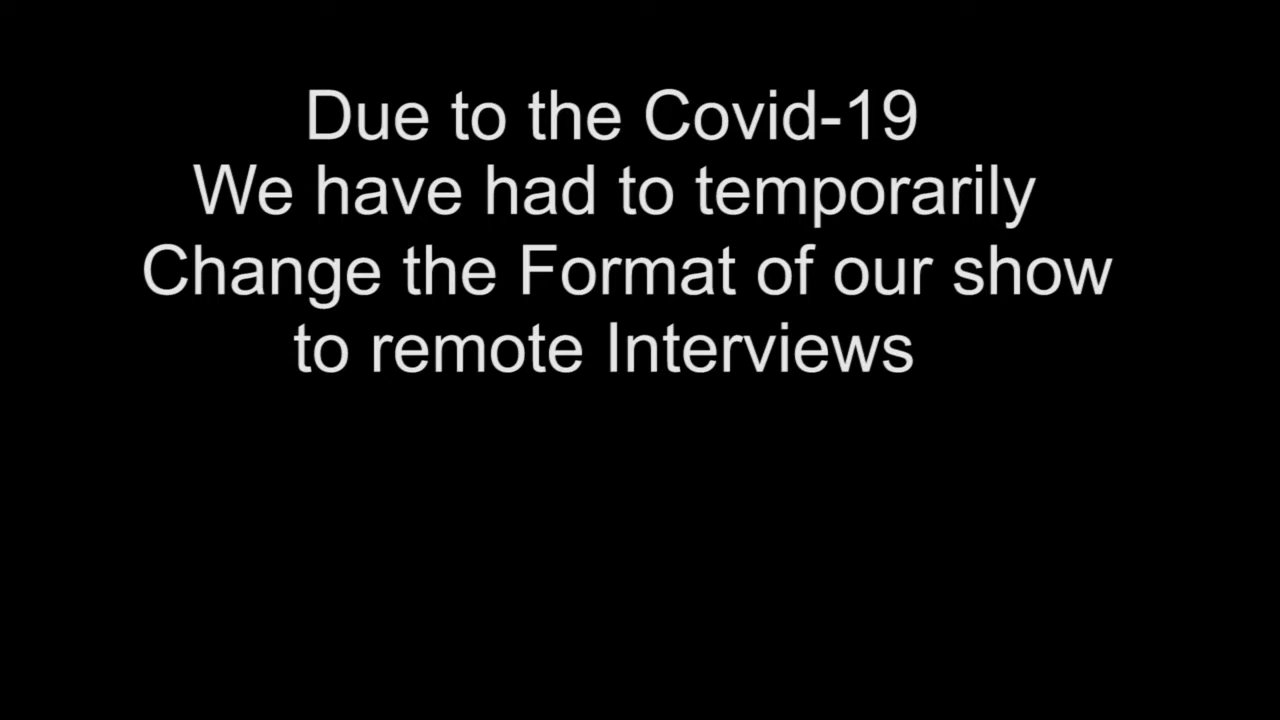 Due to the Covid-19
We have had to temporarily
Change the Format of our show
to remote Interviews